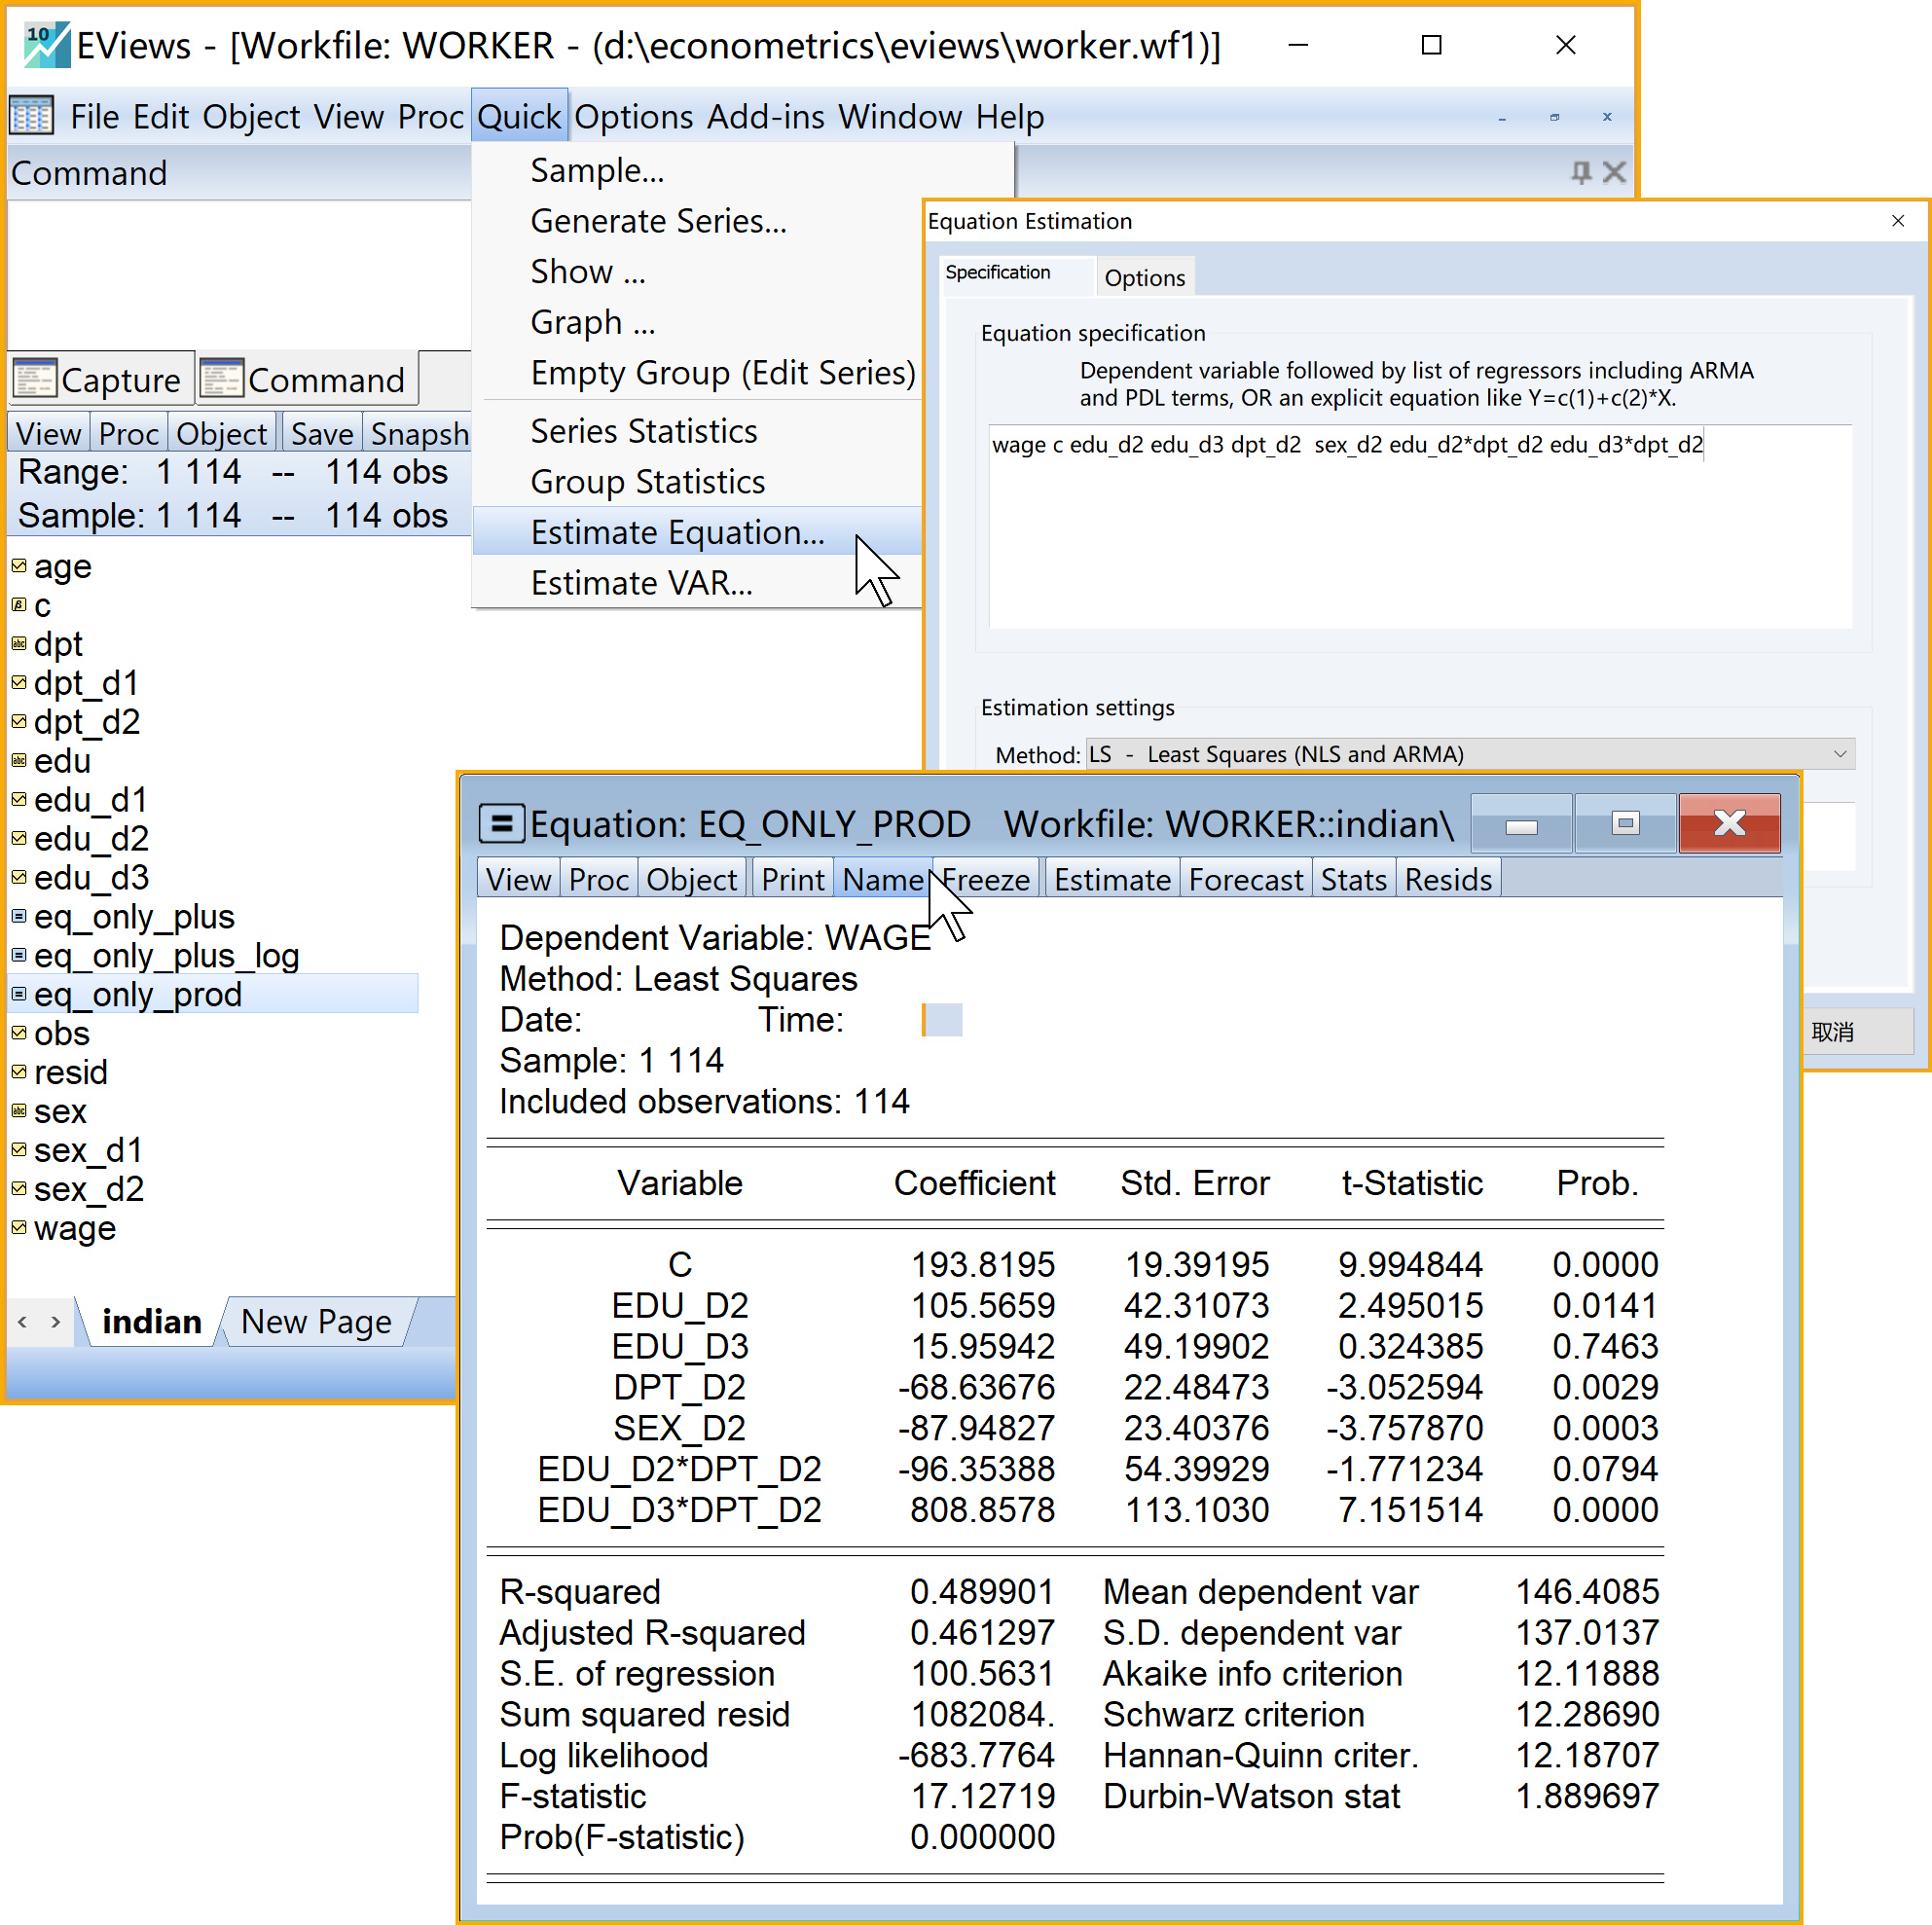 10
EViews - [Workfile: WORKER - (d:\econometrics\eviews\worker.wf1)]
File Edit Object View Proc Quick Options Add-ins Window Help
Command
Sample...
Generate Series...
Show ...
Graph ...
Empty Group (Edit Series)
Series Statistics
Group Statistics
Estimate Equation...
Estimate VAR...
Capture Command
View Proc Object Save Snapsh
Range: 1 114 -- 114 obs
Sample: 1 114 -- 114 obs
age
c
dpt
dpt_d1
dpt_d2
edu
edu_d1
edu_d2
edu_d3
eq_only_plus
eq_only_plus_log
eq_only_prod
obs
resid
sex
sex_d1
sex_d2
wage
indian New Page
Equation Estimation
Specification Options
Equation specification
Dependent variable followed by list of regressors including ARMA
and PDL terms, OR an explicit equation like Y=c(1)+c(2)*X.
wage c edu_d2 edu_d3 dpt_d2 sex_d2 edu_d2*dpt_d2 edu_d3*dpt_d2
Estimation settings
Method: LS - Least Squares (NLS and ARMA)
取消
Equation: EQ_ONLY_PROD Workfile: WORKER::indian\
View Proc Object Print Name Freeze Estimate Forecast Stats Resids
Dependent Variable: WAGE
Method: Least Squares
Date: Time:
Sample: 1 114
Included observations: 114
Variable Coefficient Std. Error t-Statistic Prob.
C 193.8195 19.39195 9.994844 0.0000
EDU_D2 105.5659 42.31073 2.495015 0.0141
EDU_D3 15.95942 49.19902 0.324385 0.7463
DPT_D2 -68.63676 22.48473 -3.052594 0.0029
SEX_D2 -87.94827 23.40376 -3.757870 0.0003
EDU_D2*DPT_D2 -96.35388 54.39929 -1.771234 0.0794
EDU_D3*DPT_D2 808.8578 113.1030 7.151514 0.0000
R-squared 0.489901 Mean dependent var 146.4085
Adjusted R-squared 0.461297 S.D. dependent var 137.0137
S.E. of regression 100.5631 Akaike info criterion 12.11888
Sum squared resid 1082084. Schwarz criterion 12.28690
Log likelihood -683.7764 Hannan-Quinn criter. 12.18707
F-statistic 17.12719 Durbin-Watson stat 1.889697
Prob(F-statistic) 0.000000